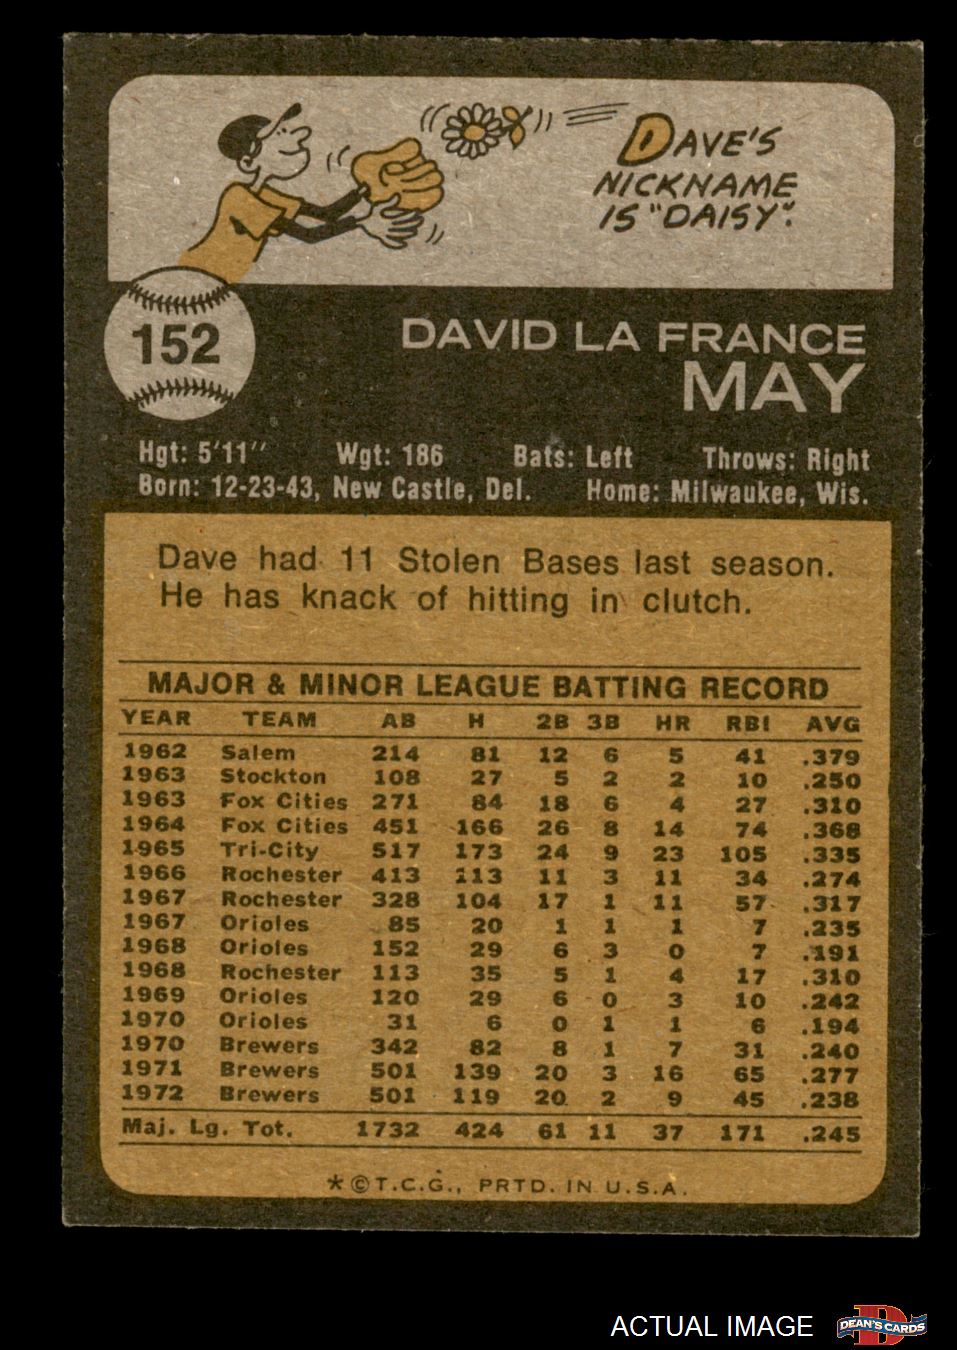 DAVE'S
NICKNAME
IS "DAISY".
152
DAVID LA FRANCE
MAY
Hgt: 5'11" Wgt: 186 Bats: Left Throws: Right
Born: 12-23-43, New Castle, Del. Home: Milwaukee, Wis.
Dave had 11 Stolen Bases last season.
He has knack of hitting in clutch.
MAJOR & MINOR LEAGUE BATTING RECORD
YEAR TEAM AB H 2B 3B HR RBI AVG
1962 Salem 214 81 12 6 5 41 .379
1963 Stockton 108 27 5 2 2 10 .250
1963 Fox Cities 271 84 18 6 4 27 .310
1964 Fox Cities 451 166 26 8 14 74 .368
1965 Tri-City 517 173 24 9 23 105 .335
1966 Rochester 413 113 11 3 11 34 .274
1967 Rochester 328 104 17 1 11 57 .317
1967 Orioles 85 20 1 1 1 7 .235
1968 Orioles 152 29 6 3 0 7 .191
1968 Rochester 113 35 5 1 4 17 .310
1969 Orioles 120 29 6 0 3 10 .242
1970 Orioles 31 6 0 1 1 6 .194
1970 Brewers 342 82 8 1 7 31 .240
1971 Brewers 501 139 20 3 16 65 .277
1972 Brewers 501 119 20 2 9 45 .238
Maj. Lg. Tot. 1732 424 61 11 37 171 .245
*©T.C.G., PRTD. IN U.S.A.
ACTUAL IMAGE D DEAN'S CARDS